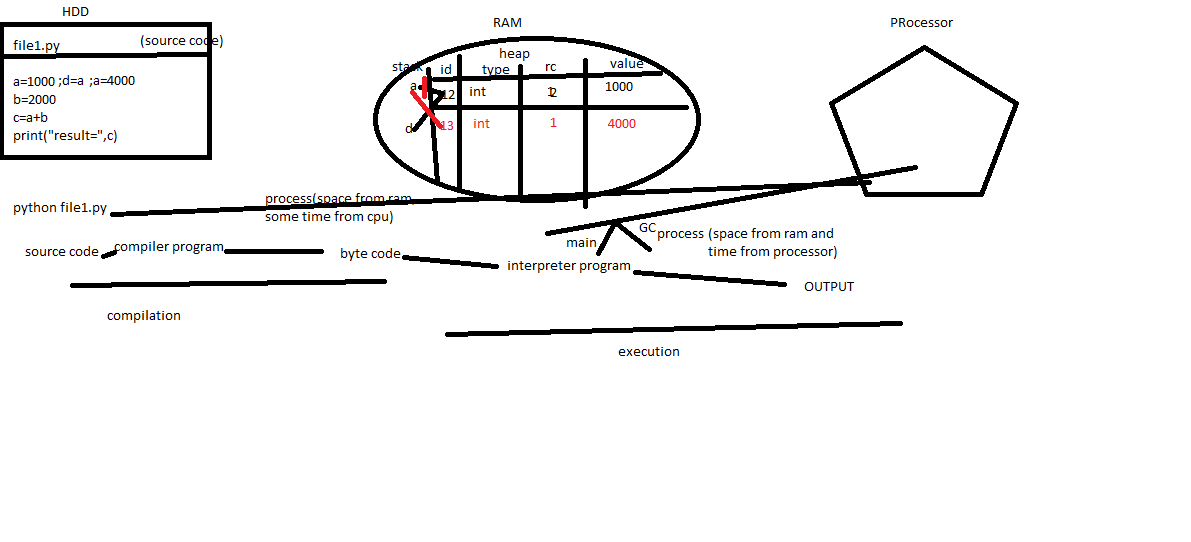 HDD
RAM
PRocessor
file1.py
(source code)
a=1000 ;d=a ;a=4000
b=2000
c=a+b
print("result=",c)
heap
stack
id
type
rc
value
a
12
int
2
1000
d
13
int
1
4000
python file1.py
process(space from ram,
some time from cpu)
source code
compiler program
byte code
main
GC
process (space from ram and
time from processor)
interpreter program
OUTPUT
compilation
execution